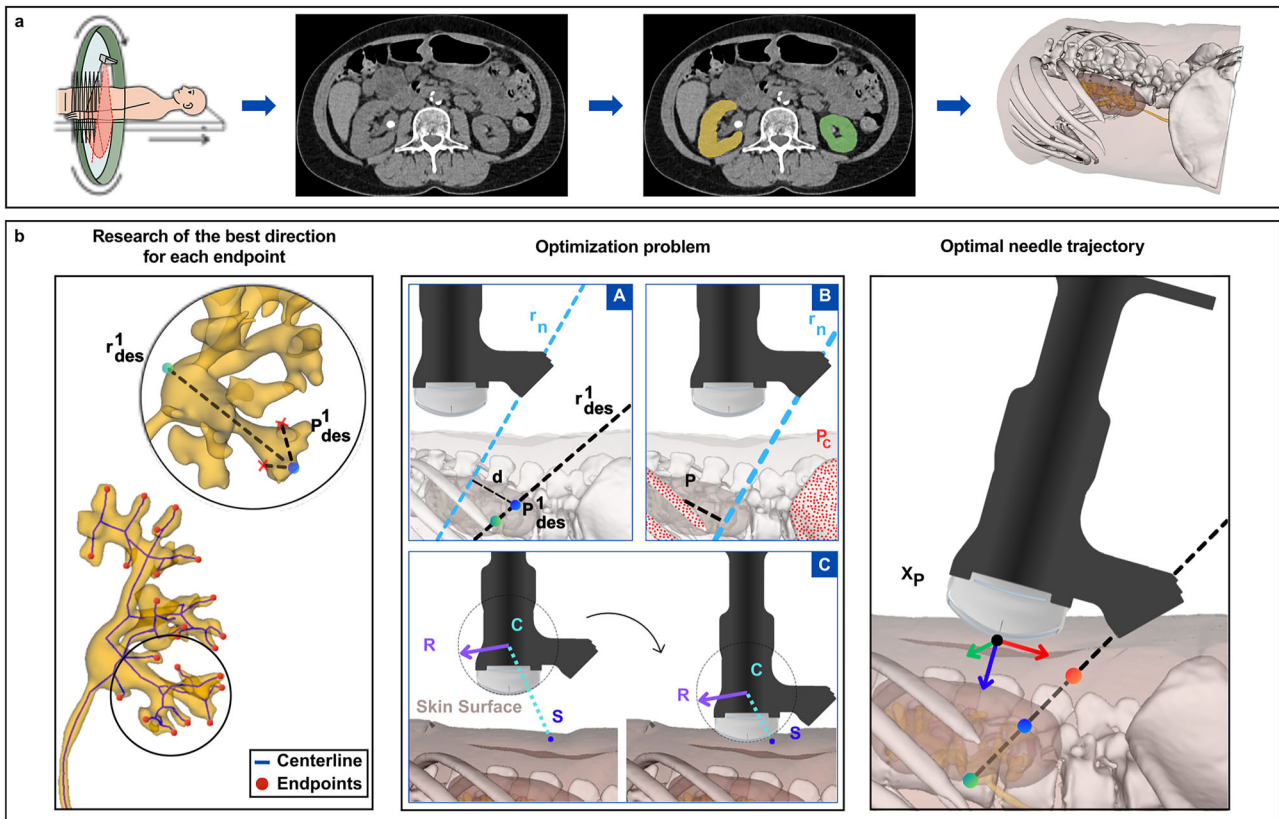 a
b
Research of the best direction
for each endpoint
r¹des
P¹des
Centerline
Endpoints
Optimization problem
A
rn
r¹des
d
P¹des
B
rn
PC
P
C
C
R
S
Skin Surface
C
R
S
Optimal needle trajectory
XP